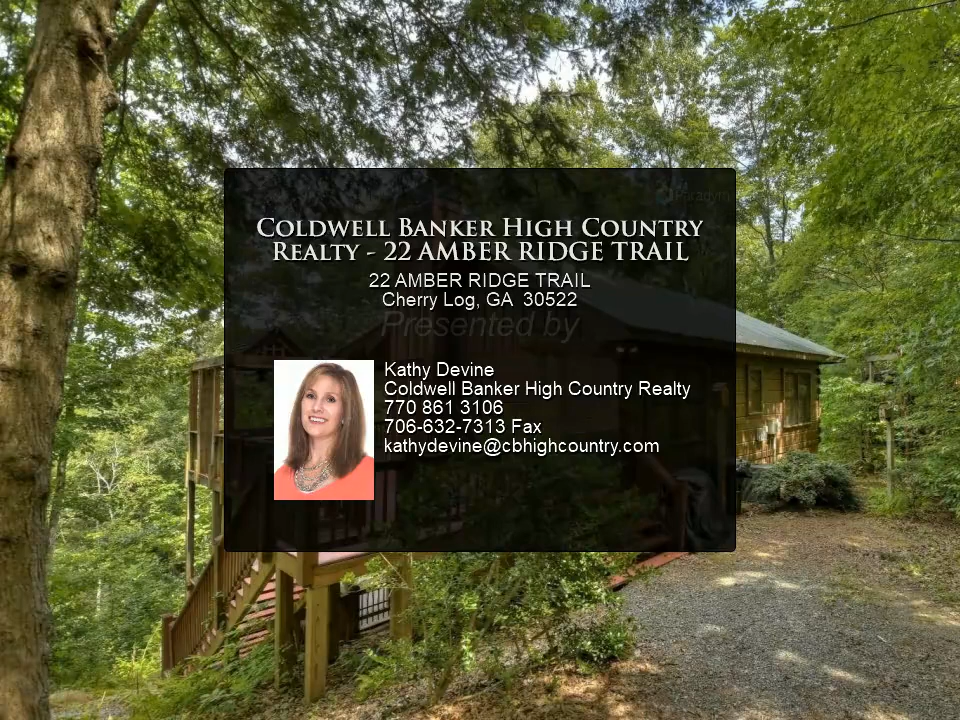 Paragym
Coldwell Banker High Country
Realty - 22 AMBER RIDGE TRAIL
22 AMBER RIDGE TRAIL
Cherry Log, GA 30522
Presented by
Kathy Devine
Coldwell Banker High Country Realty
770 861 3106
706-632-7313 Fax
kathydevine@cbhighcountry.com